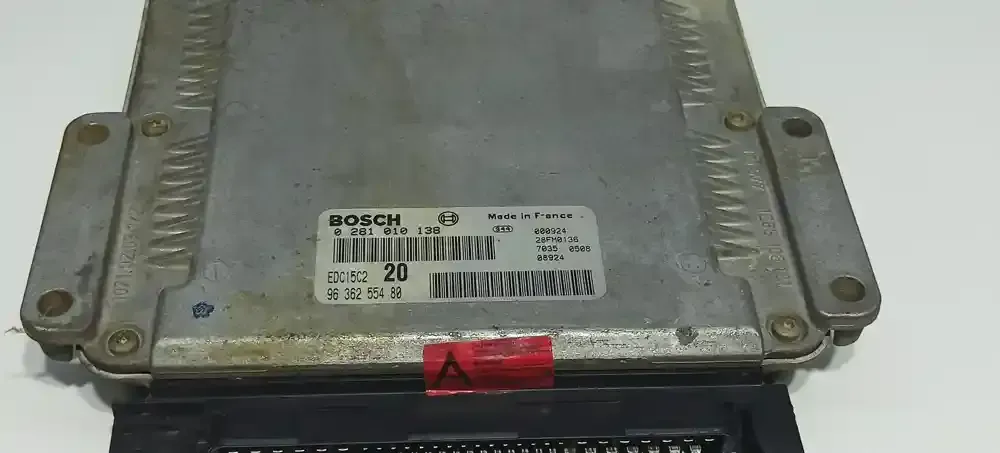 BOSCH
Made in France
0 281 010 138
000924
28FM0136
7035 0508
08924
EDC15C2 20
96 362 554 80
A